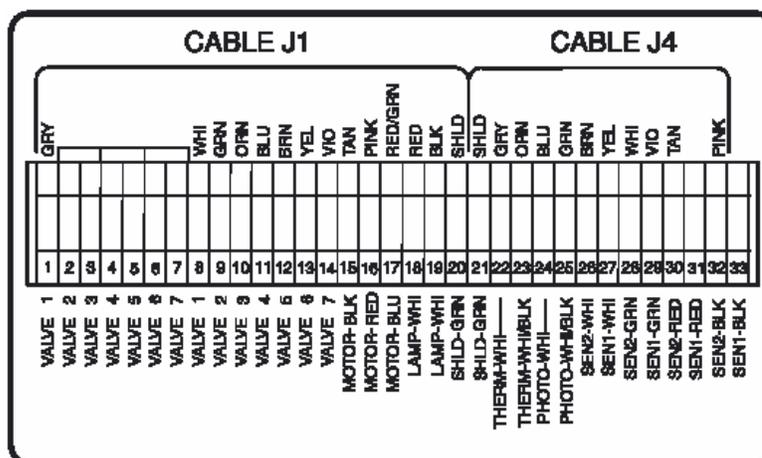 CABLE J1 CABLE J4
GRY WHI GRN ORN BLU BRN YEL VIO TAN PINK RED/GRN RED BLK SHLD SHLD GRY ORN BLU GRN BRN YEL WHI VIO TAN PINK
1 2 3 4 5 6 7 8 9 10 11 12 13 14 15 16 17 18 19 20 21 22 23 24 25 26 27 28 29 30 31 32 33
VALVE 1
VALVE 2
VALVE 3
VALVE 4
VALVE 5
VALVE 6
VALVE 7
VALVE 1
VALVE 2
VALVE 3
VALVE 4
VALVE 5
VALVE 6
VALVE 7
MOTOR-BLK
MOTOR-RED
MOTOR-BLU
LAMP-WHI
LAMP-WHI
SHLD-GRN
SHLD-GRN
THERM-WHI
THERM-WHI/BLK
PHOTO-WHI
PHOTO-WHI/BLK
SEN2-WHI
SEN1-WHI
SEN2-GRN
SEN1-GRN
SEN2-RED
SEN1-RED
SEN2-BLK
SEN1-BLK